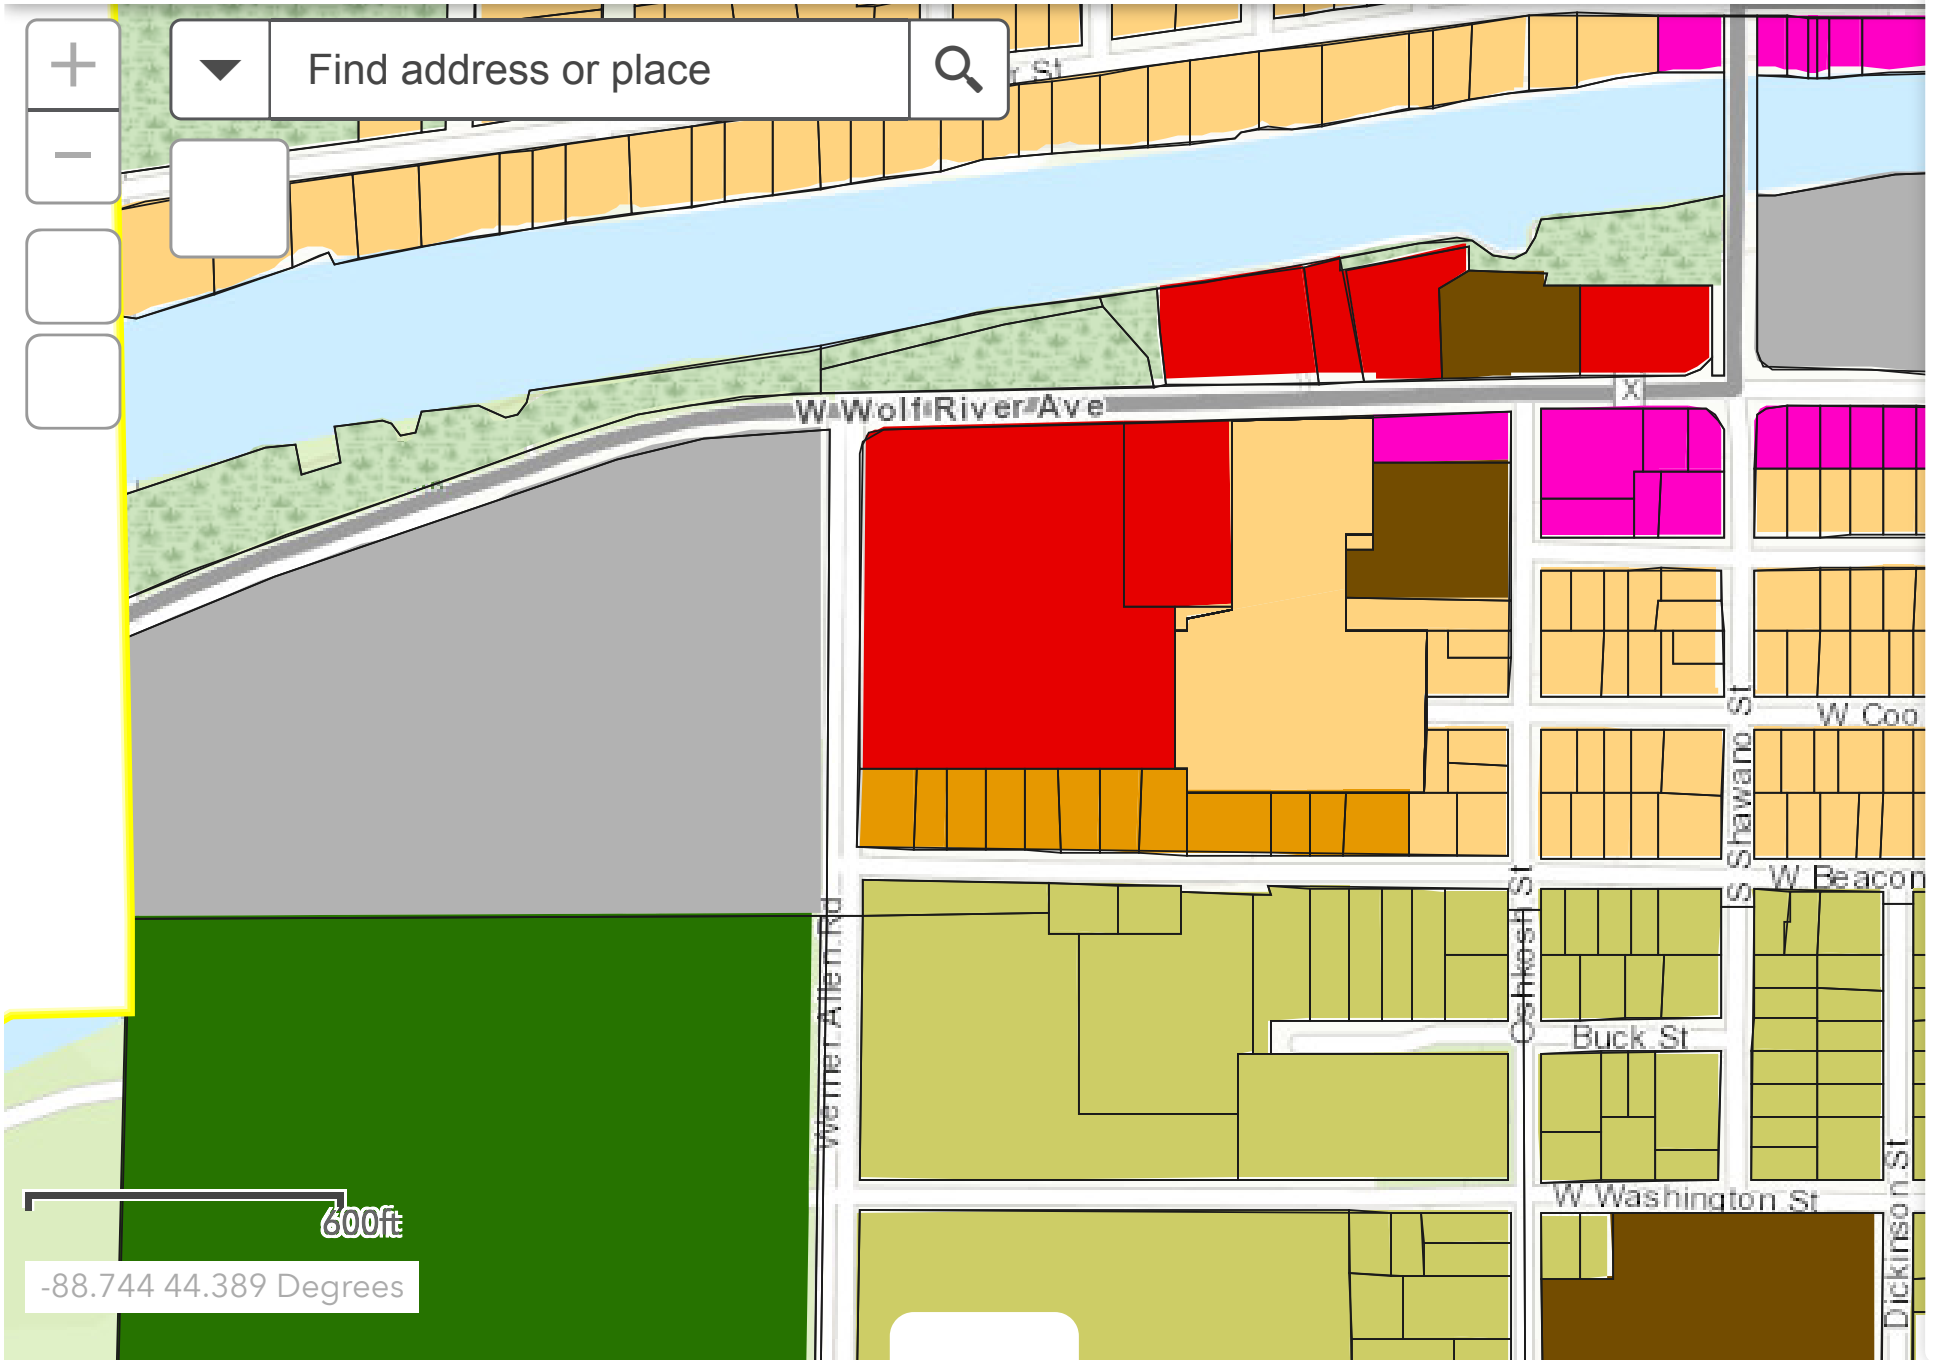 Find address or place
r St
W Wolf River Ave
X
S Shawano St
W Coo
W Beacon
Oshkosh St
Werner Allen Rd
Buck St
W Washington St
Dickinson St
600ft
-88.744 44.389 Degrees